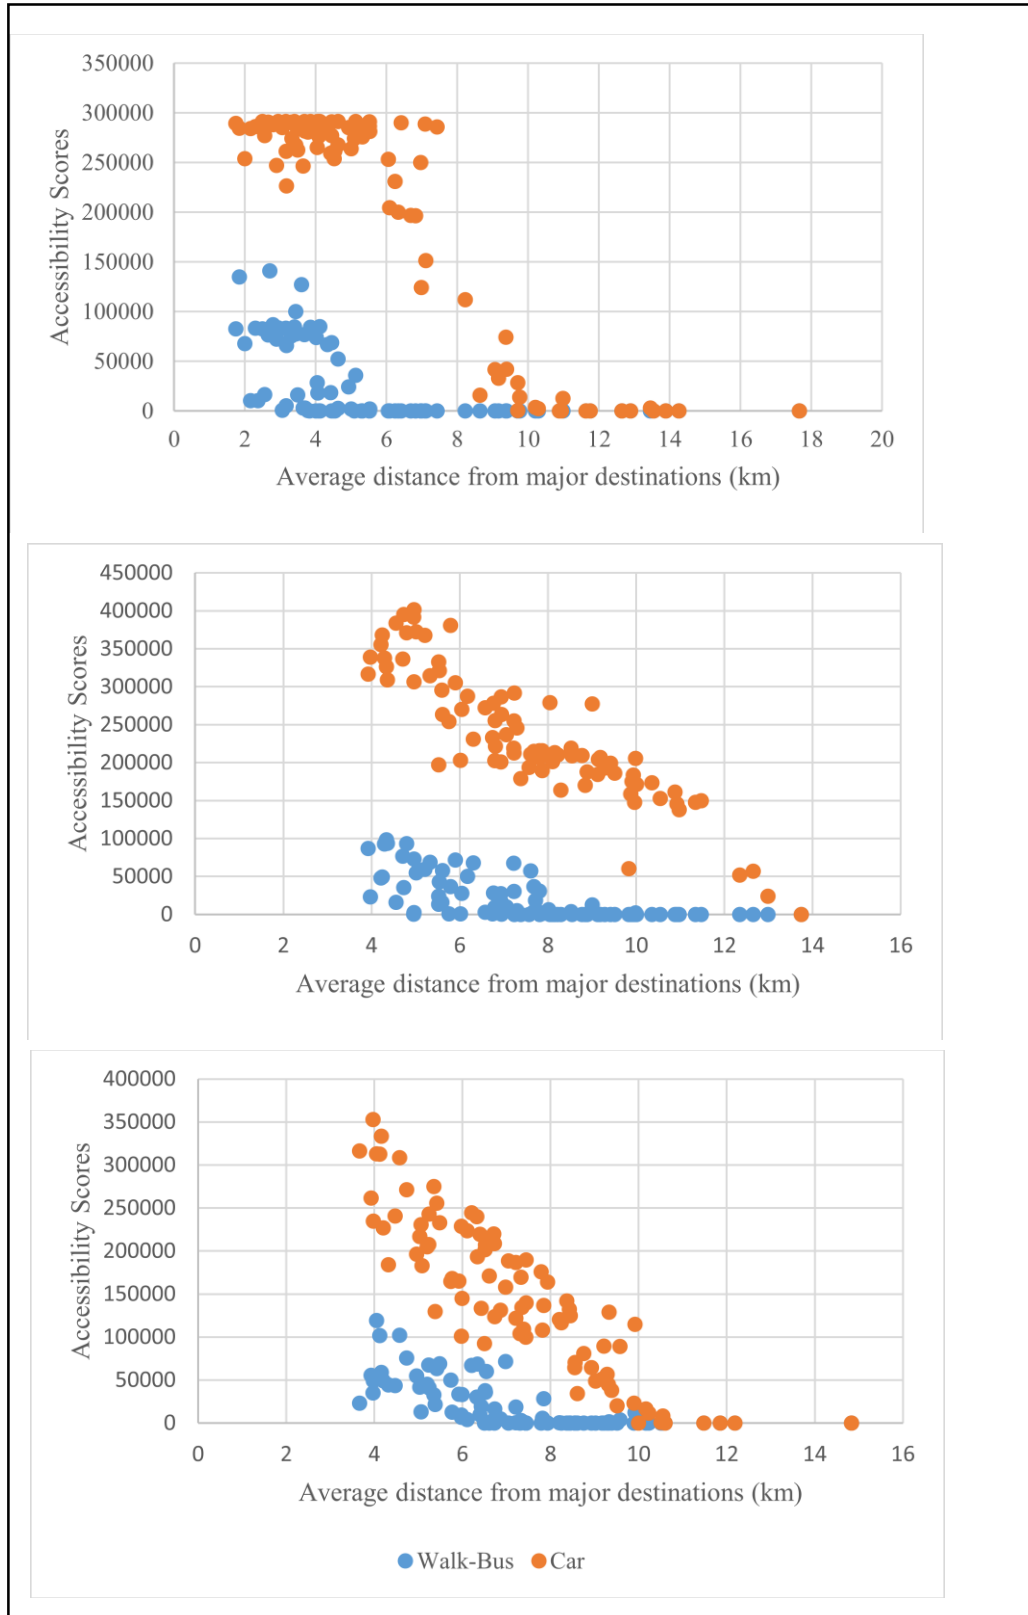 350000
300000
250000
200000
150000
100000
50000
0
Accessibility Scores
0 2 4 6 8 10 12 14 16 18 20
Average distance from major destinations (km)
450000
400000
350000
300000
250000
200000
150000
100000
50000
0
Accessibility Scores
0 2 4 6 8 10 12 14 16
Average distance from major destinations (km)
400000
350000
300000
250000
200000
150000
100000
50000
0
Accessibility Scores
0 2 4 6 8 10 12 14 16
Average distance from major destinations (km)
Walk-Bus Car